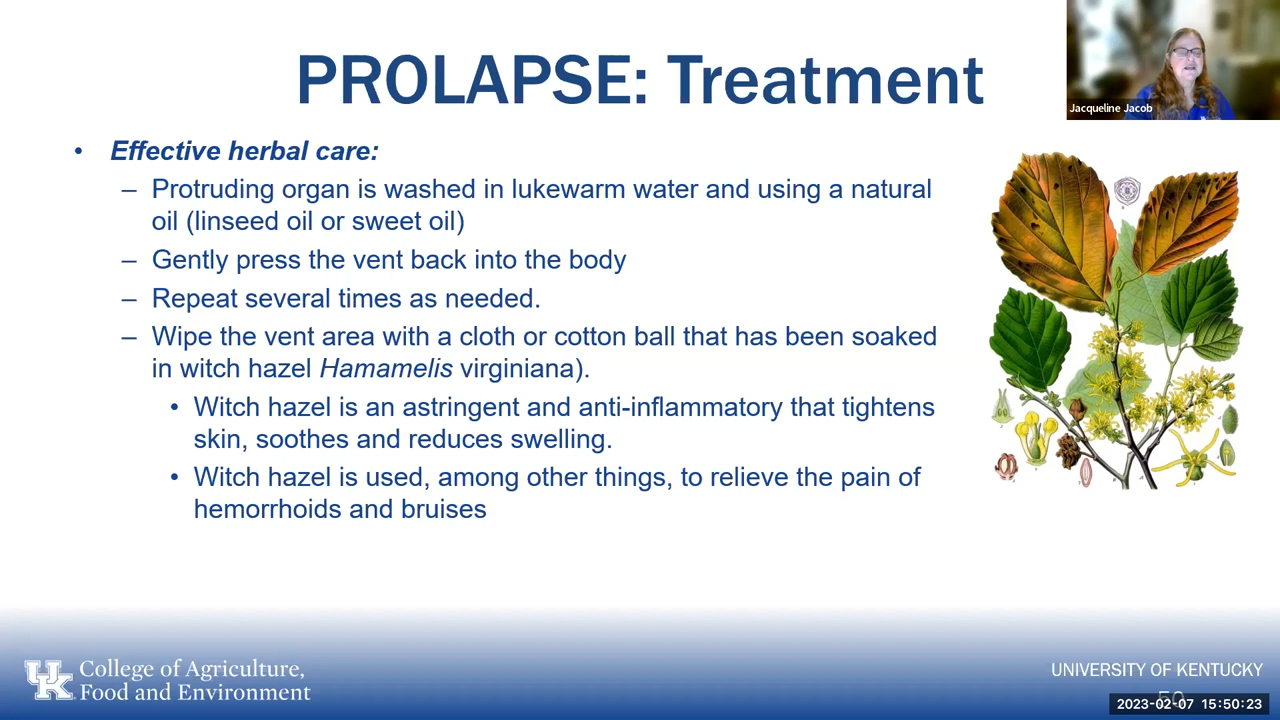 PROLAPSE: Treatment
Jacqueline Jacob
• Effective herbal care:
– Protruding organ is washed in lukewarm water and using a natural
oil (linseed oil or sweet oil)
– Gently press the vent back into the body
– Repeat several times as needed.
– Wipe the vent area with a cloth or cotton ball that has been soaked
in witch hazel Hamamelis virginiana).
• Witch hazel is an astringent and anti-inflammatory that tightens
skin, soothes and reduces swelling.
• Witch hazel is used, among other things, to relieve the pain of
hemorrhoids and bruises
UK
College of Agriculture,
Food and Environment
UNIVERSITY OF KENTUCKY
2023-02-07 15:50:23